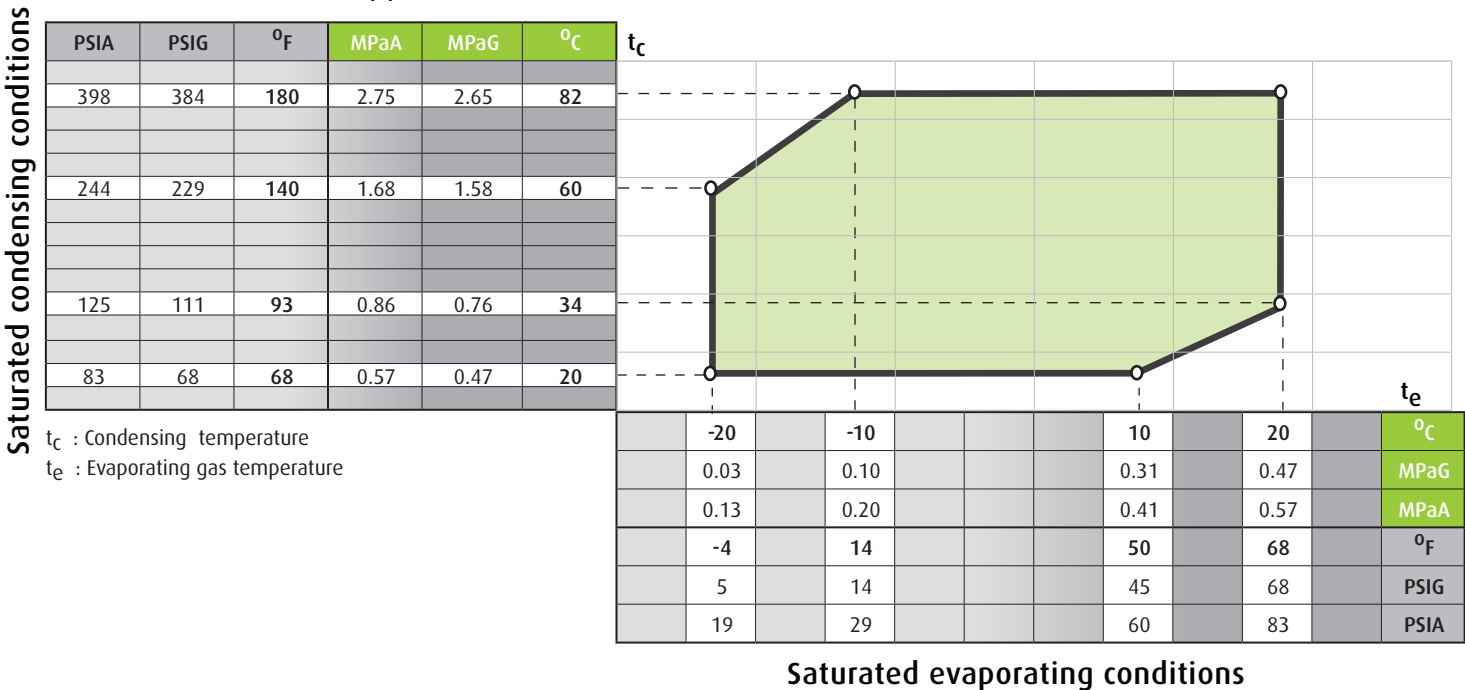 Saturated condensing conditions
PSIA PSIG ⁰F MPaA MPaG ⁰C
398 384 180 2.75 2.65 82
244 229 140 1.68 1.58 60
125 111 93 0.86 0.76 34
83 68 68 0.57 0.47 20
tc : Condensing temperature
te : Evaporating gas temperature
tc
te
-20 -10 10 20 ⁰C
0.03 0.10 0.31 0.47 MPaG
0.13 0.20 0.41 0.57 MPaA
-4 14 50 68 ⁰F
5 14 45 68 PSIG
19 29 60 83 PSIA
Saturated evaporating conditions